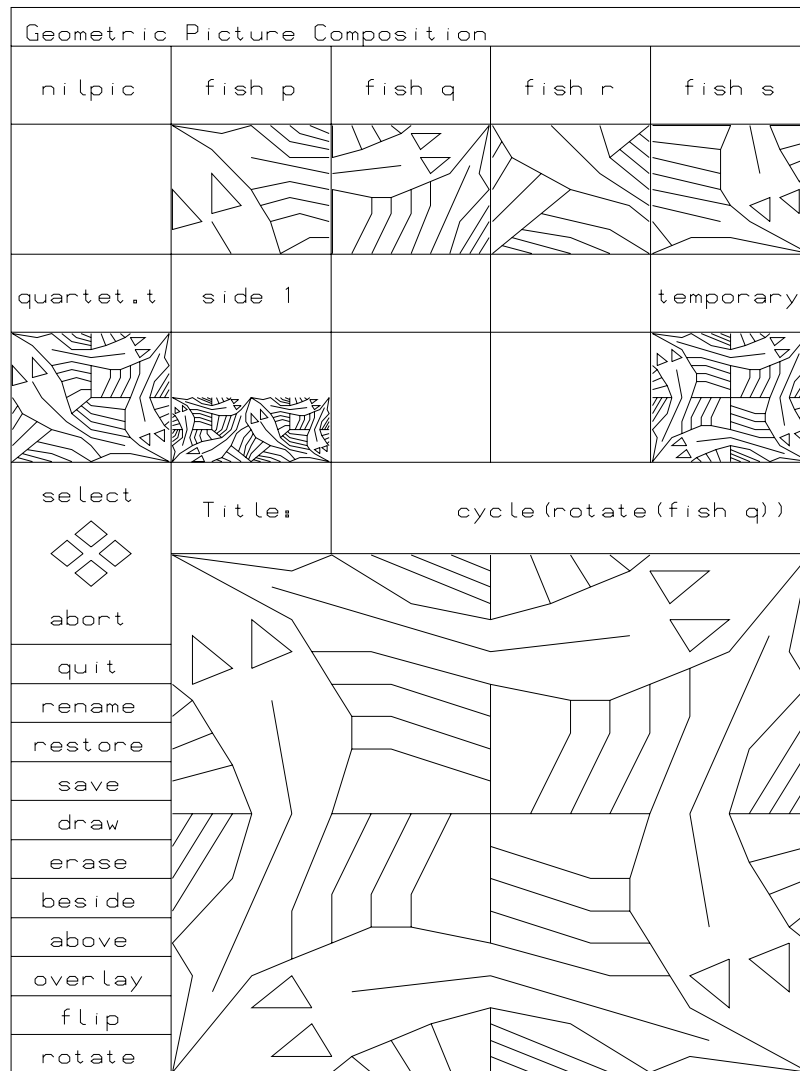 Geometric Picture Composition
nilpic fish p fish q fish r fish s
quartet.t side 1 temporary
select
Title: cycle(rotate(fish q))
abort
quit
rename
restore
save
draw
erase
beside
above
overlay
flip
rotate